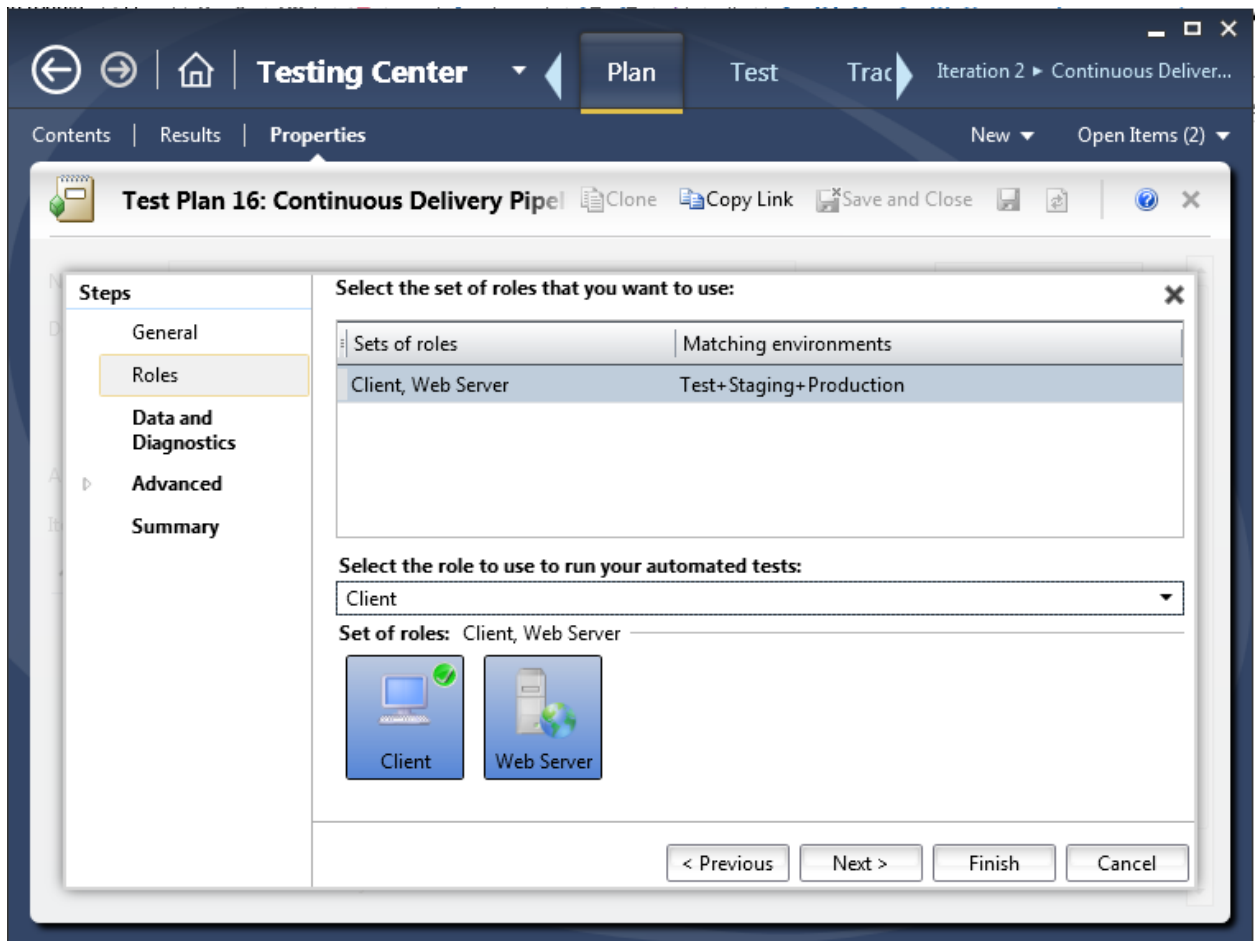 Testing Center
Plan
Test
Trac
Iteration 2 ▸ Continuous Deliver...
Contents | Results | Properties
New
Open Items (2)
Test Plan 16: Continuous Delivery Pipel
Clone
Copy Link
Save and Close
Steps
General
Roles
Data and
Diagnostics
Advanced
Summary
Select the set of roles that you want to use:
Sets of roles
Matching environments
Client, Web Server
Test+Staging+Production
Select the role to use to run your automated tests:
Client
Set of roles: Client, Web Server
Client
Web Server
< Previous
Next >
Finish
Cancel